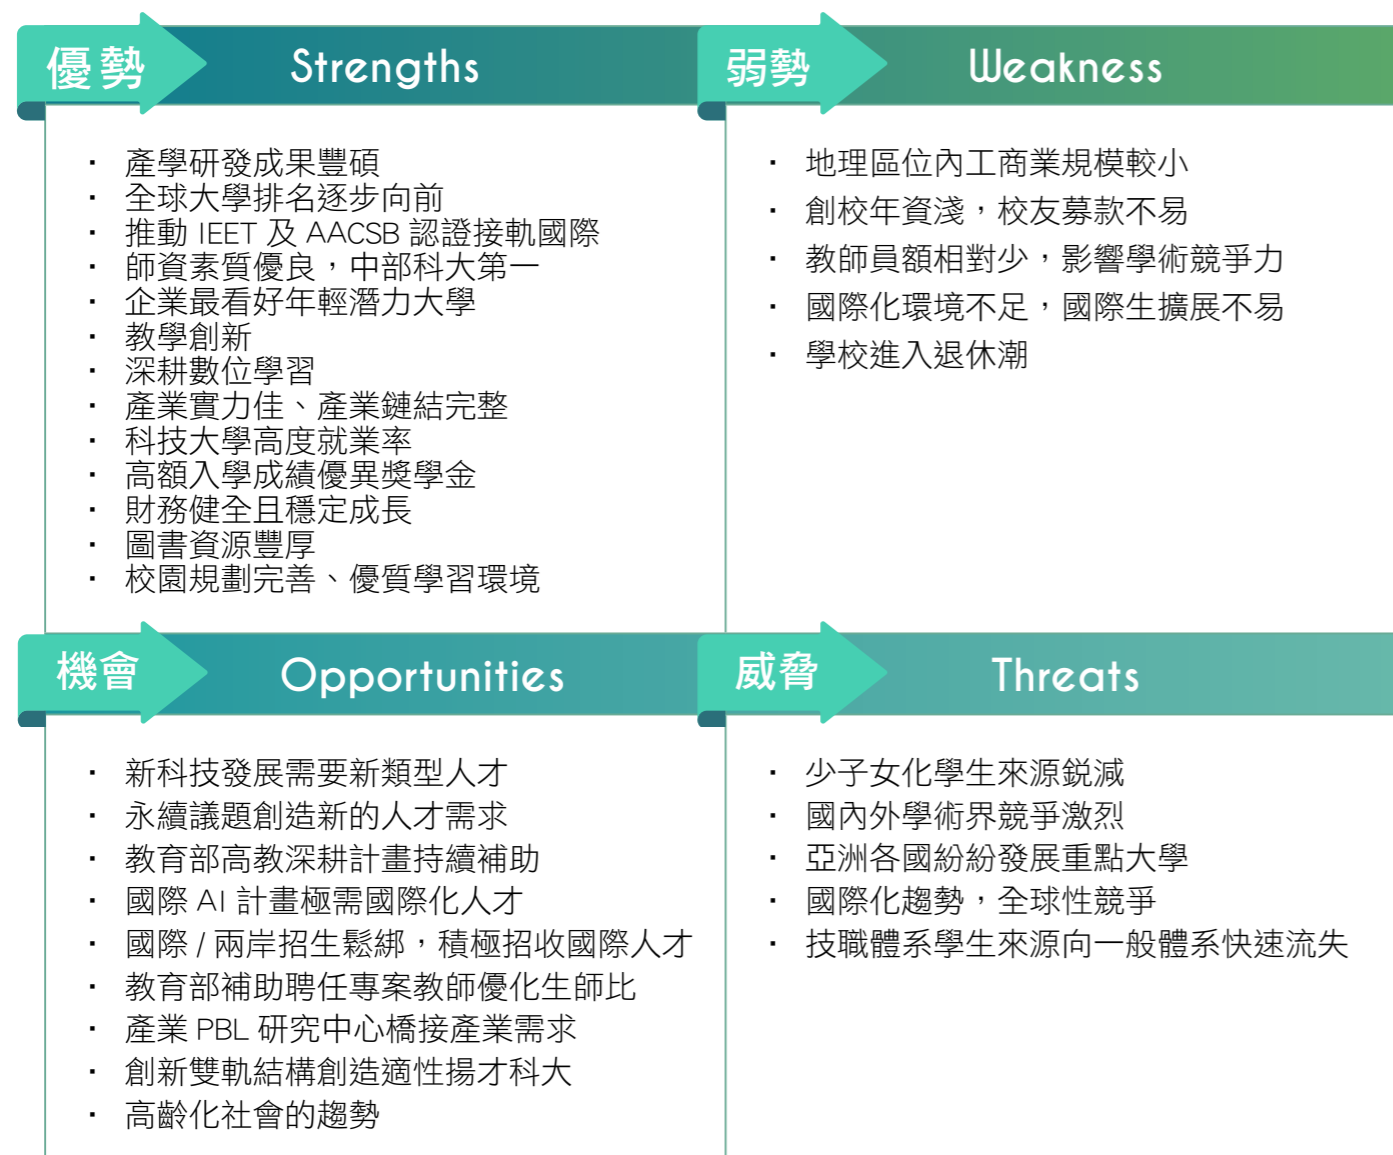 優勢 Strengths
· 產學研發成果豐碩
· 全球大學排名逐步向前
· 推動 IEET 及 AACSB 認證接軌國際
· 師資素質優良，中部科大第一
· 企業最看好年輕潛力大學
· 教學創新
· 深耕數位學習
· 產業實力佳、產業鏈結完整
· 科技大學高度就業率
· 高額入學成績優異獎學金
· 財務健全且穩定成長
· 圖書資源豐厚
· 校園規劃完善、優質學習環境
弱勢 Weakness
· 地理區位內工商業規模較小
· 創校年資淺，校友募款不易
· 教師員額相對少，影響學術競爭力
· 國際化環境不足，國際生擴展不易
· 學校進入退休潮
機會 Opportunities
· 新科技發展需要新類型人才
· 永續議題創造新的人才需求
· 教育部高教深耕計畫持續補助
· 國際 AI 計畫極需國際化人才
· 國際 / 兩岸招生鬆綁，積極招收國際人才
· 教育部補助聘任專案教師優化生師比
· 產業 PBL 研究中心橋接產業需求
· 創新雙軌結構創造適性揚才科大
· 高齡化社會的趨勢
威脅 Threats
· 少子女化學生來源銳減
· 國內外學術界競爭激烈
· 亞洲各國紛紛發展重點大學
· 國際化趨勢，全球性競爭
· 技職體系學生來源向一般體系快速流失